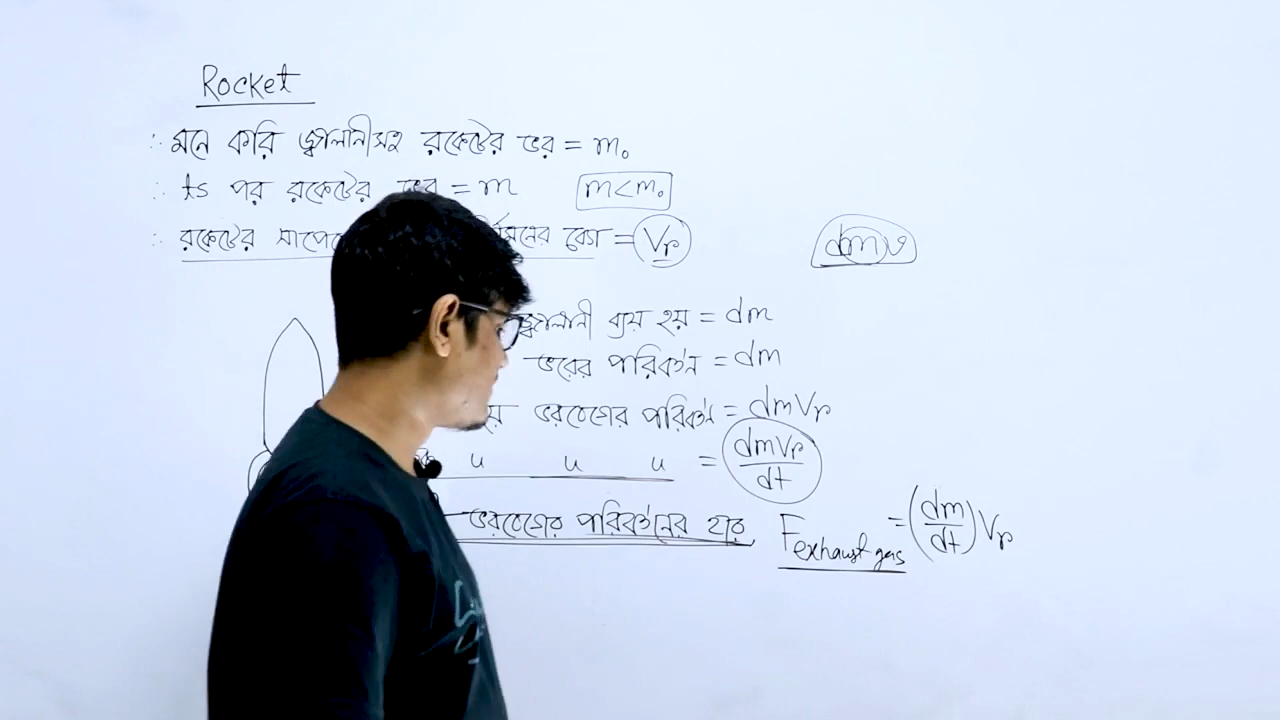 Rocket
∴ মনে করি জ্বালানীসহ রকেটের ভর = m₀
∴ ts পর রকেটের ভর = m m<m₀
∴ রকেটের = Vr dm v
জ্বালানী ব্যয় হয় = dm
ভরের পরিবর্তন = dm
ভরবেগের পরিবর্তন = dmVr
u u u = dmVr/dt
ভরবেগের পরিবর্তনের হার F exhaust gas = (dm/dt) Vr